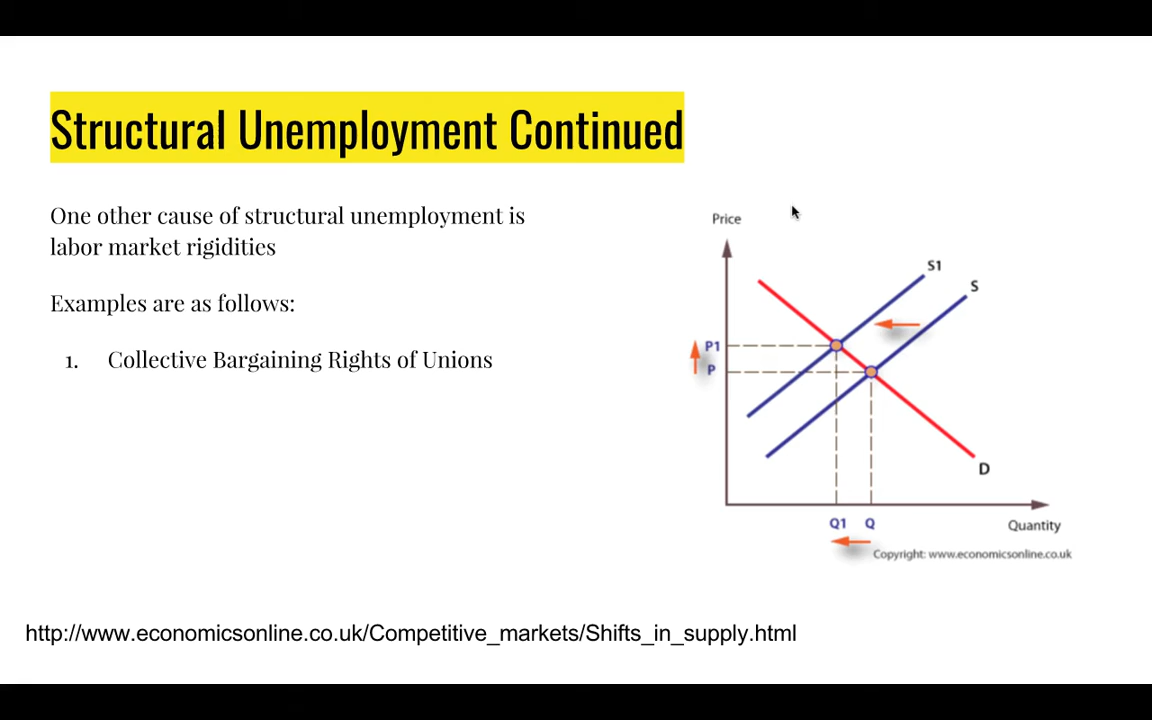 Structural Unemployment Continued
One other cause of structural unemployment is
labor market rigidities
Examples are as follows:
1. Collective Bargaining Rights of Unions
Price
S1
S
P1
P
D
Q1 Q
Quantity
Copyright: www.economicsonline.co.uk
http://www.economicsonline.co.uk/Competitive_markets/Shifts_in_supply.html